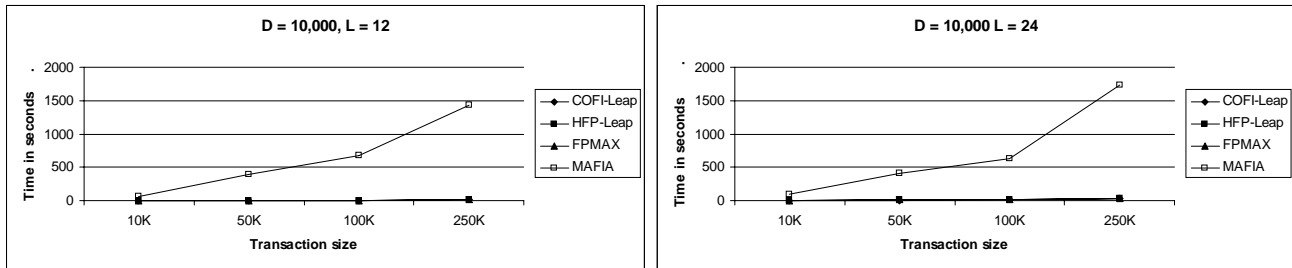 D = 10,000, L = 12
2000
1500
1000
500
0
Time in seconds .
10K 50K 100K 250K
Transaction size
COFI-Leap
HFP-Leap
FPMAX
MAFIA
D = 10,000 L = 24
2000
1500
1000
500
0
Time in seconds .
10K 50K 100K 250K
Transaction size
COFI-Leap
HFP-Leap
FPMAX
MAFIA